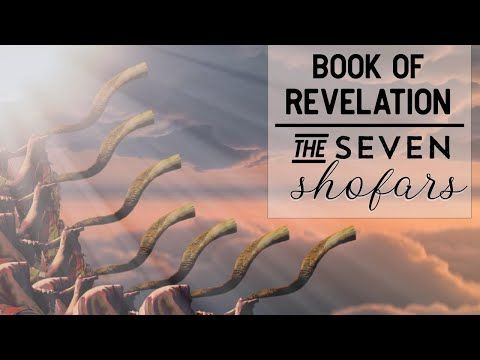 BOOK OF
REVELATION
THE SEVEN
shofars